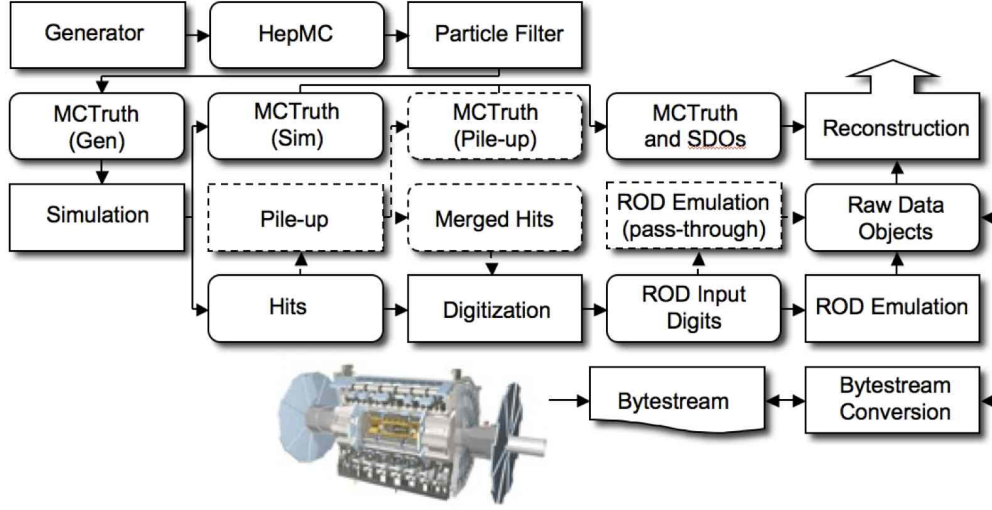 Generator
HepMC
Particle Filter
MCTruth
(Gen)
MCTruth
(Sim)
MCTruth
(Pile-up)
MCTruth
and SDOs
Reconstruction
Simulation
Pile-up
Merged Hits
ROD Emulation
(pass-through)
Raw Data
Objects
Hits
Digitization
ROD Input
Digits
ROD Emulation
Bytestream
Bytestream
Conversion